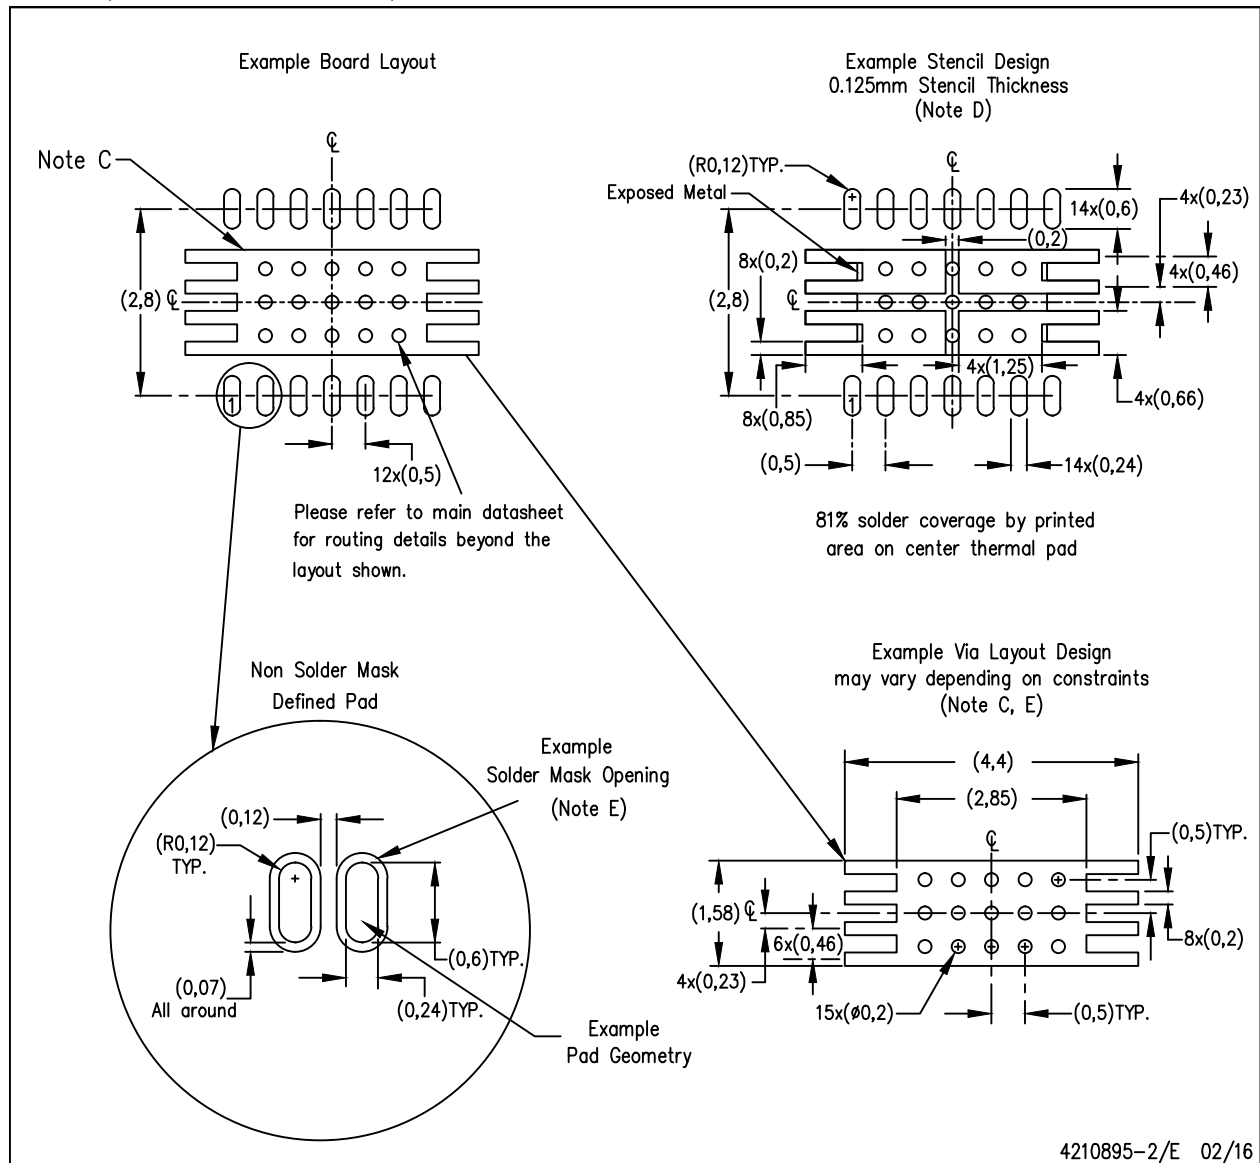 Example Board Layout
℄
Note C
(2,8)
℄
1
12x(0,5)
Please refer to main datasheet
for routing details beyond the
layout shown.
Example Stencil Design
0.125mm Stencil Thickness
(Note D)
℄
(R0,12)TYP.
Exposed Metal
14x(0,6)
4x(0,23)
(0,2)
8x(0,2)
4x(0,46)
(2,8)
℄
4x(1,25)
4x(0,66)
8x(0,85)
1
(0,5)
14x(0,24)
81% solder coverage by printed
area on center thermal pad
Non Solder Mask
Defined Pad
Example
Solder Mask Opening
(Note E)
(0,12)
(R0,12)
TYP.
(0,6)TYP.
(0,07)
All around
(0,24)TYP.
Example
Pad Geometry
Example Via Layout Design
may vary depending on constraints
(Note C, E)
(4,4)
(2,85)
℄
(0,5)TYP.
(1,58)
℄
6x(0,46)
8x(0,2)
4x(0,23)
15x(ø0,2)
(0,5)TYP.
4210895-2/E 02/16